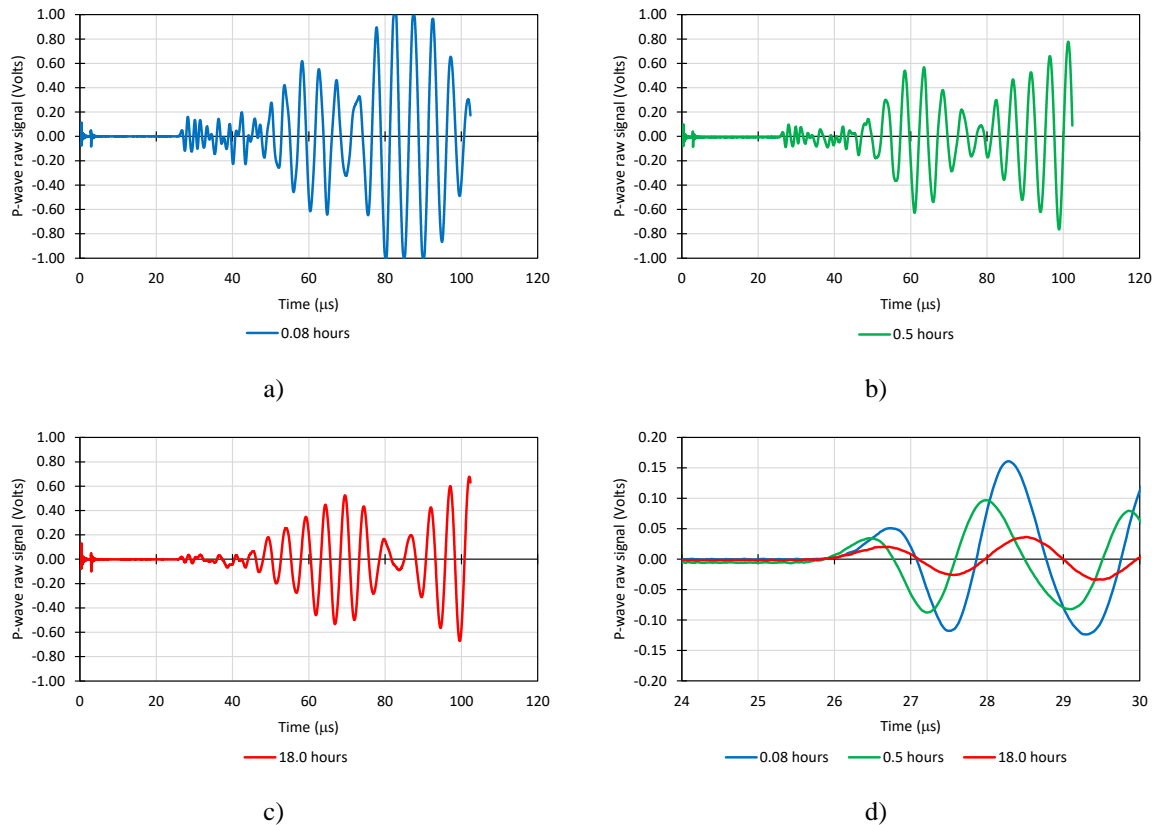 P-wave raw signal (Volts)
1.00
0.80
0.60
0.40
0.20
0.00
-0.20
-0.40
-0.60
-0.80
-1.00
0 20 40 60 80 100 120
Time (µs)
0.08 hours
a)
P-wave raw signal (Volts)
1.00
0.80
0.60
0.40
0.20
0.00
-0.20
-0.40
-0.60
-0.80
-1.00
0 20 40 60 80 100 120
Time (µs)
0.5 hours
b)
P-wave raw signal (Volts)
1.00
0.80
0.60
0.40
0.20
0.00
-0.20
-0.40
-0.60
-0.80
-1.00
0 20 40 60 80 100 120
Time (µs)
18.0 hours
c)
P-wave raw signal (Volts)
0.20
0.15
0.10
0.05
0.00
-0.05
-0.10
-0.15
-0.20
24 25 26 27 28 29 30
Time (µs)
0.08 hours 0.5 hours 18.0 hours
d)